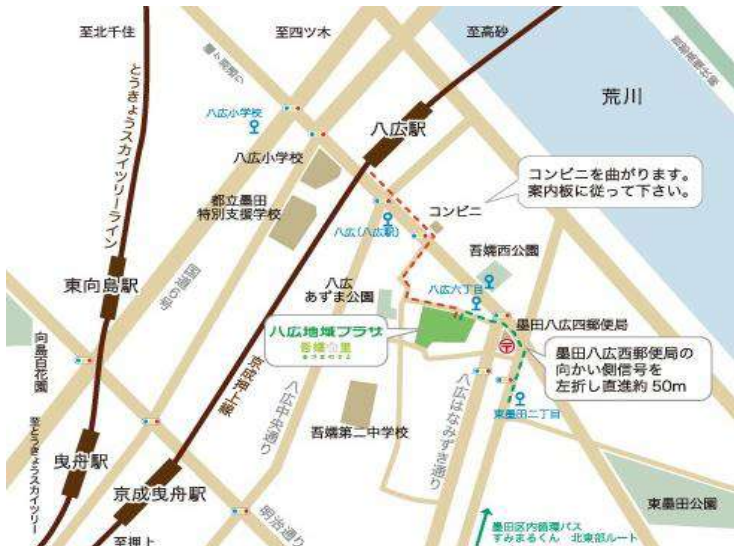 至北千住
至四ツ木
至高砂
荒川
とうきょうスカイツリーライン
八広小学校
八広駅
八広小学校
コンビニを曲がります。
案内板に従って下さい。
都立墨田
特別支援学校
コンビニ
八広(八広駅)
吾嬬西公園
国道6号
東向島駅
八広
あずま公園
八広六丁目
八広地域プラザ
吾嬬の里
墨田八広四郵便局
向島百花園
京成押上線
墨田八広西郵便局の
向かい側信号を
左折し直進約50m
八広中央通り
八広はなみずき通り
東墨田二丁目
吾嬬第二中学校
至とうきょうスカイツリー
曳舟駅
京成曳舟駅
明治通り
東墨田公園
至押上
墨田区内循環バス
すみまるくん 北東部ルート